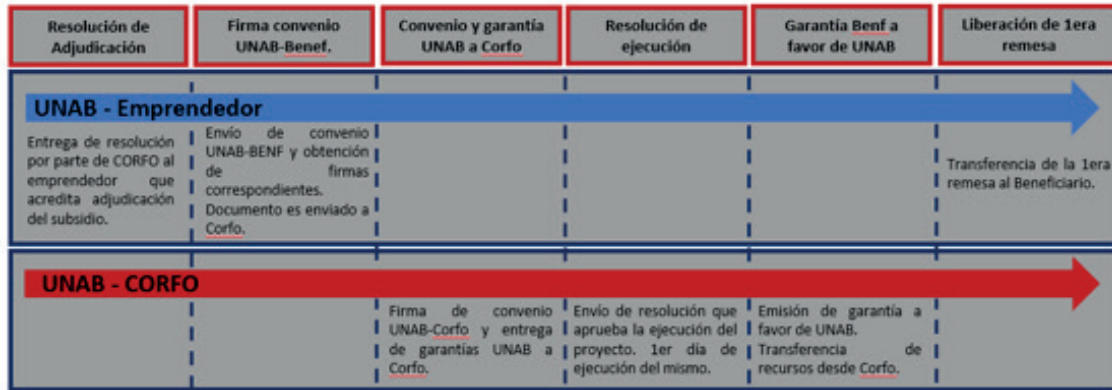 Resolución de
Adjudicación
Firma convenio
UNAB-Benef.
Convenio y garantía
UNAB a Corfo
Resolución de
ejecución
Garantía Benf a
favor de UNAB
Liberación de 1era
remesa
UNAB - Emprendedor
Entrega de resolución
por parte de CORFO al
emprendedor que
acredita adjudicación
del subsidio.
Envío de convenio
UNAB-BENF y obtención
de firmas
correspondientes.
Documento es enviado a
Corfo.
Transferencia de la 1era
remesa al Beneficiario.
UNAB - CORFO
Firma de convenio
UNAB-Corfo y entrega
de garantías UNAB a
Corfo.
Envío de resolución que
aprueba la ejecución del
proyecto. 1er día de
ejecución del mismo.
Emisión de garantía a
favor de UNAB.
Transferencia de
recursos desde Corfo.